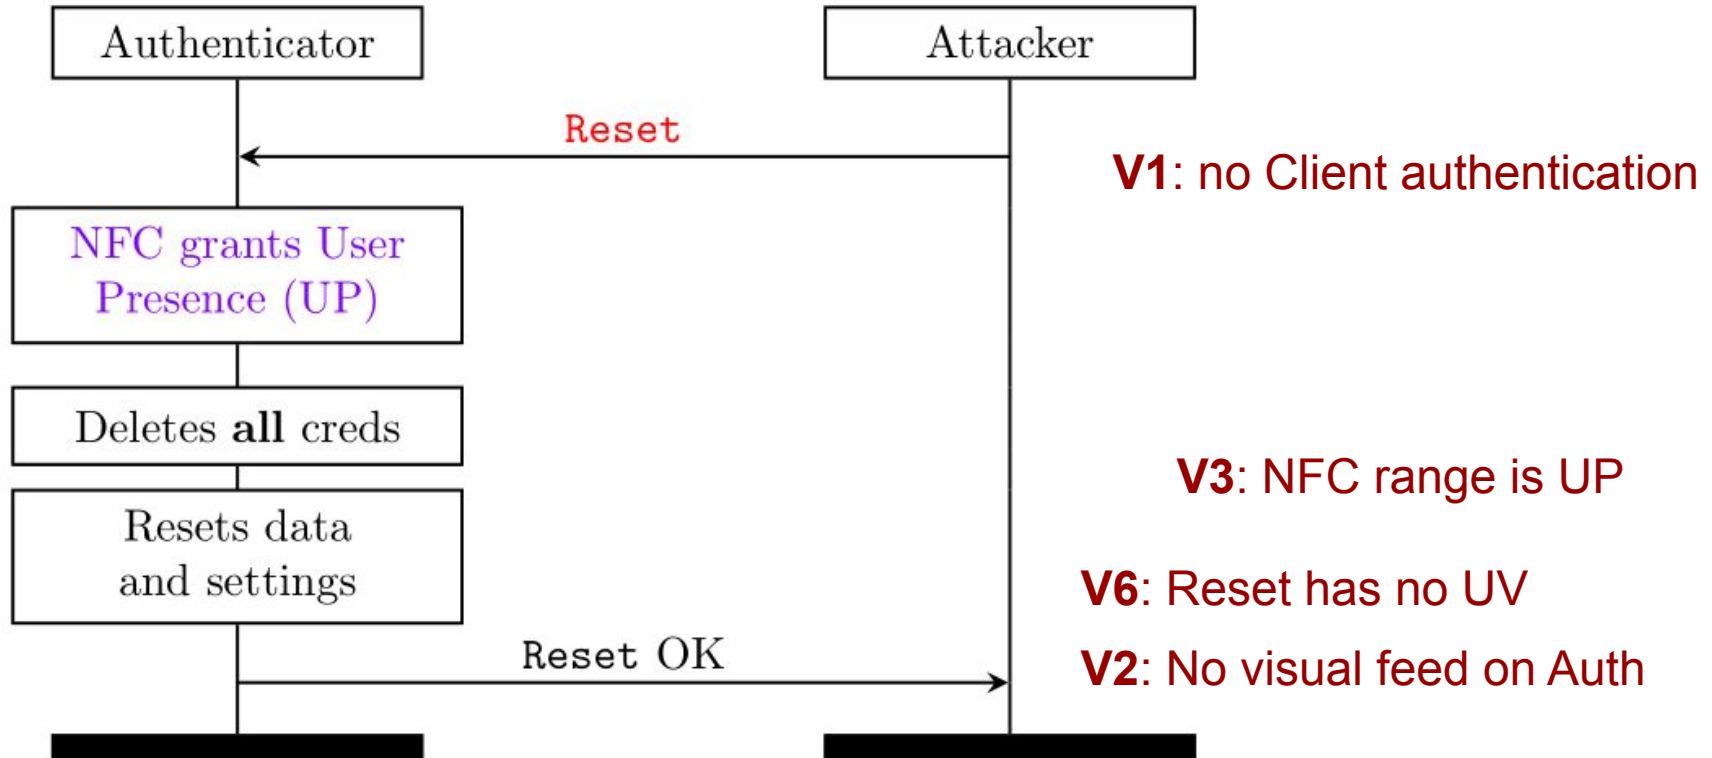 Authenticator
Attacker
Reset
V1: no Client authentication
NFC grants User
Presence (UP)
Deletes all creds
V3: NFC range is UP
Resets data
and settings
V6: Reset has no UV
Reset OK
V2: No visual feed on Auth